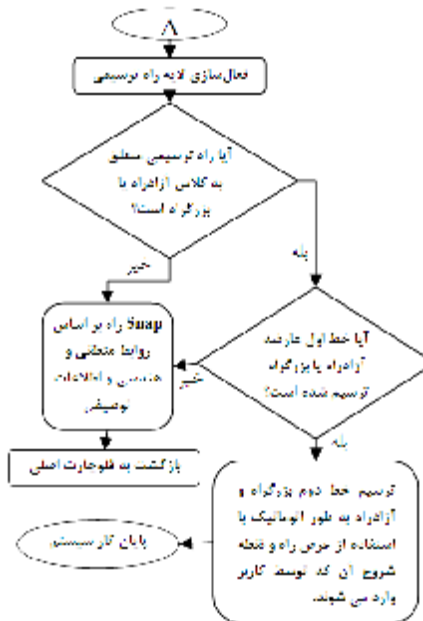 A
فعال‌سازی لایه راه ترسیمی
آیا راه ترسیمی متعلق
به کلاس آزادراه یا
بزرگراه است؟
خیر
بله
Snap راه بر اساس
روابط منطقی و
هندسی و اطلاعات
توصیفی
آیا خط اول عارضه
آزادراه یا بزرگراه
ترسیم شده است؟
خیر
بله
بازگشت به فلوچارت اصلی
ترسیم خط دوم بزرگراه و
آزادراه به طور اتوماتیک با
استفاده از عرض راه و نقطه
شروع آن که توسط کاربر
وارد می شوند.
پایان کار سیستم